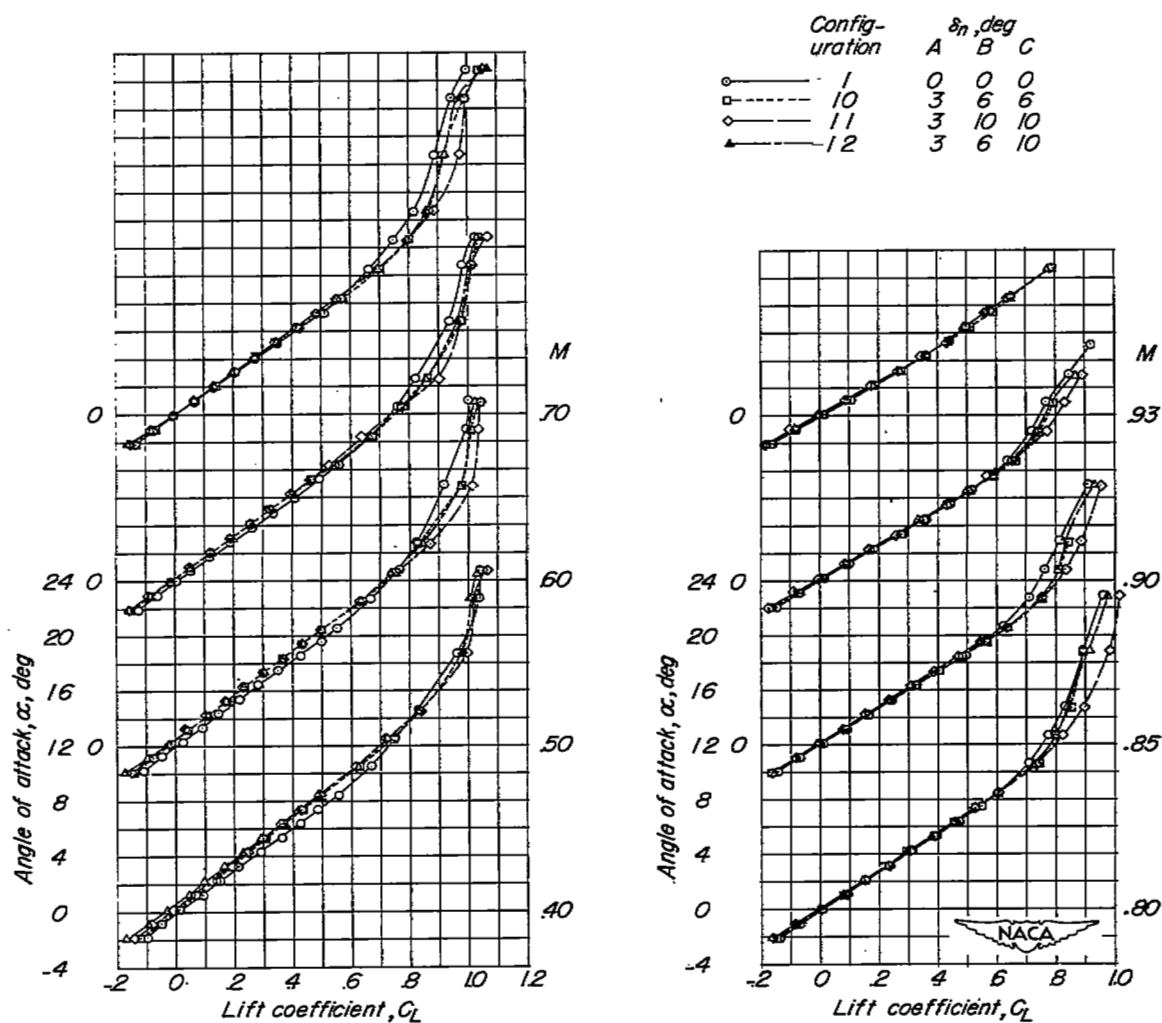 Config- δn, deg
uration A B C
1 0 0 0
10 3 6 6
11 3 10 10
12 3 6 10
M
0 .70
24 0 .60
20
16
12 0 .50
8
4
0 .40
-4
-.2 0 .2 .4 .6 .8 1.0 1.2
Angle of attack, α, deg
Lift coefficient, CL
M
0 .93
24 0 .90
20
16
12 0 .85
8
4
0 .80
-4
-.2 0 .2 .4 .6 .8 1.0
Angle of attack, α, deg
Lift coefficient, CL
NACA